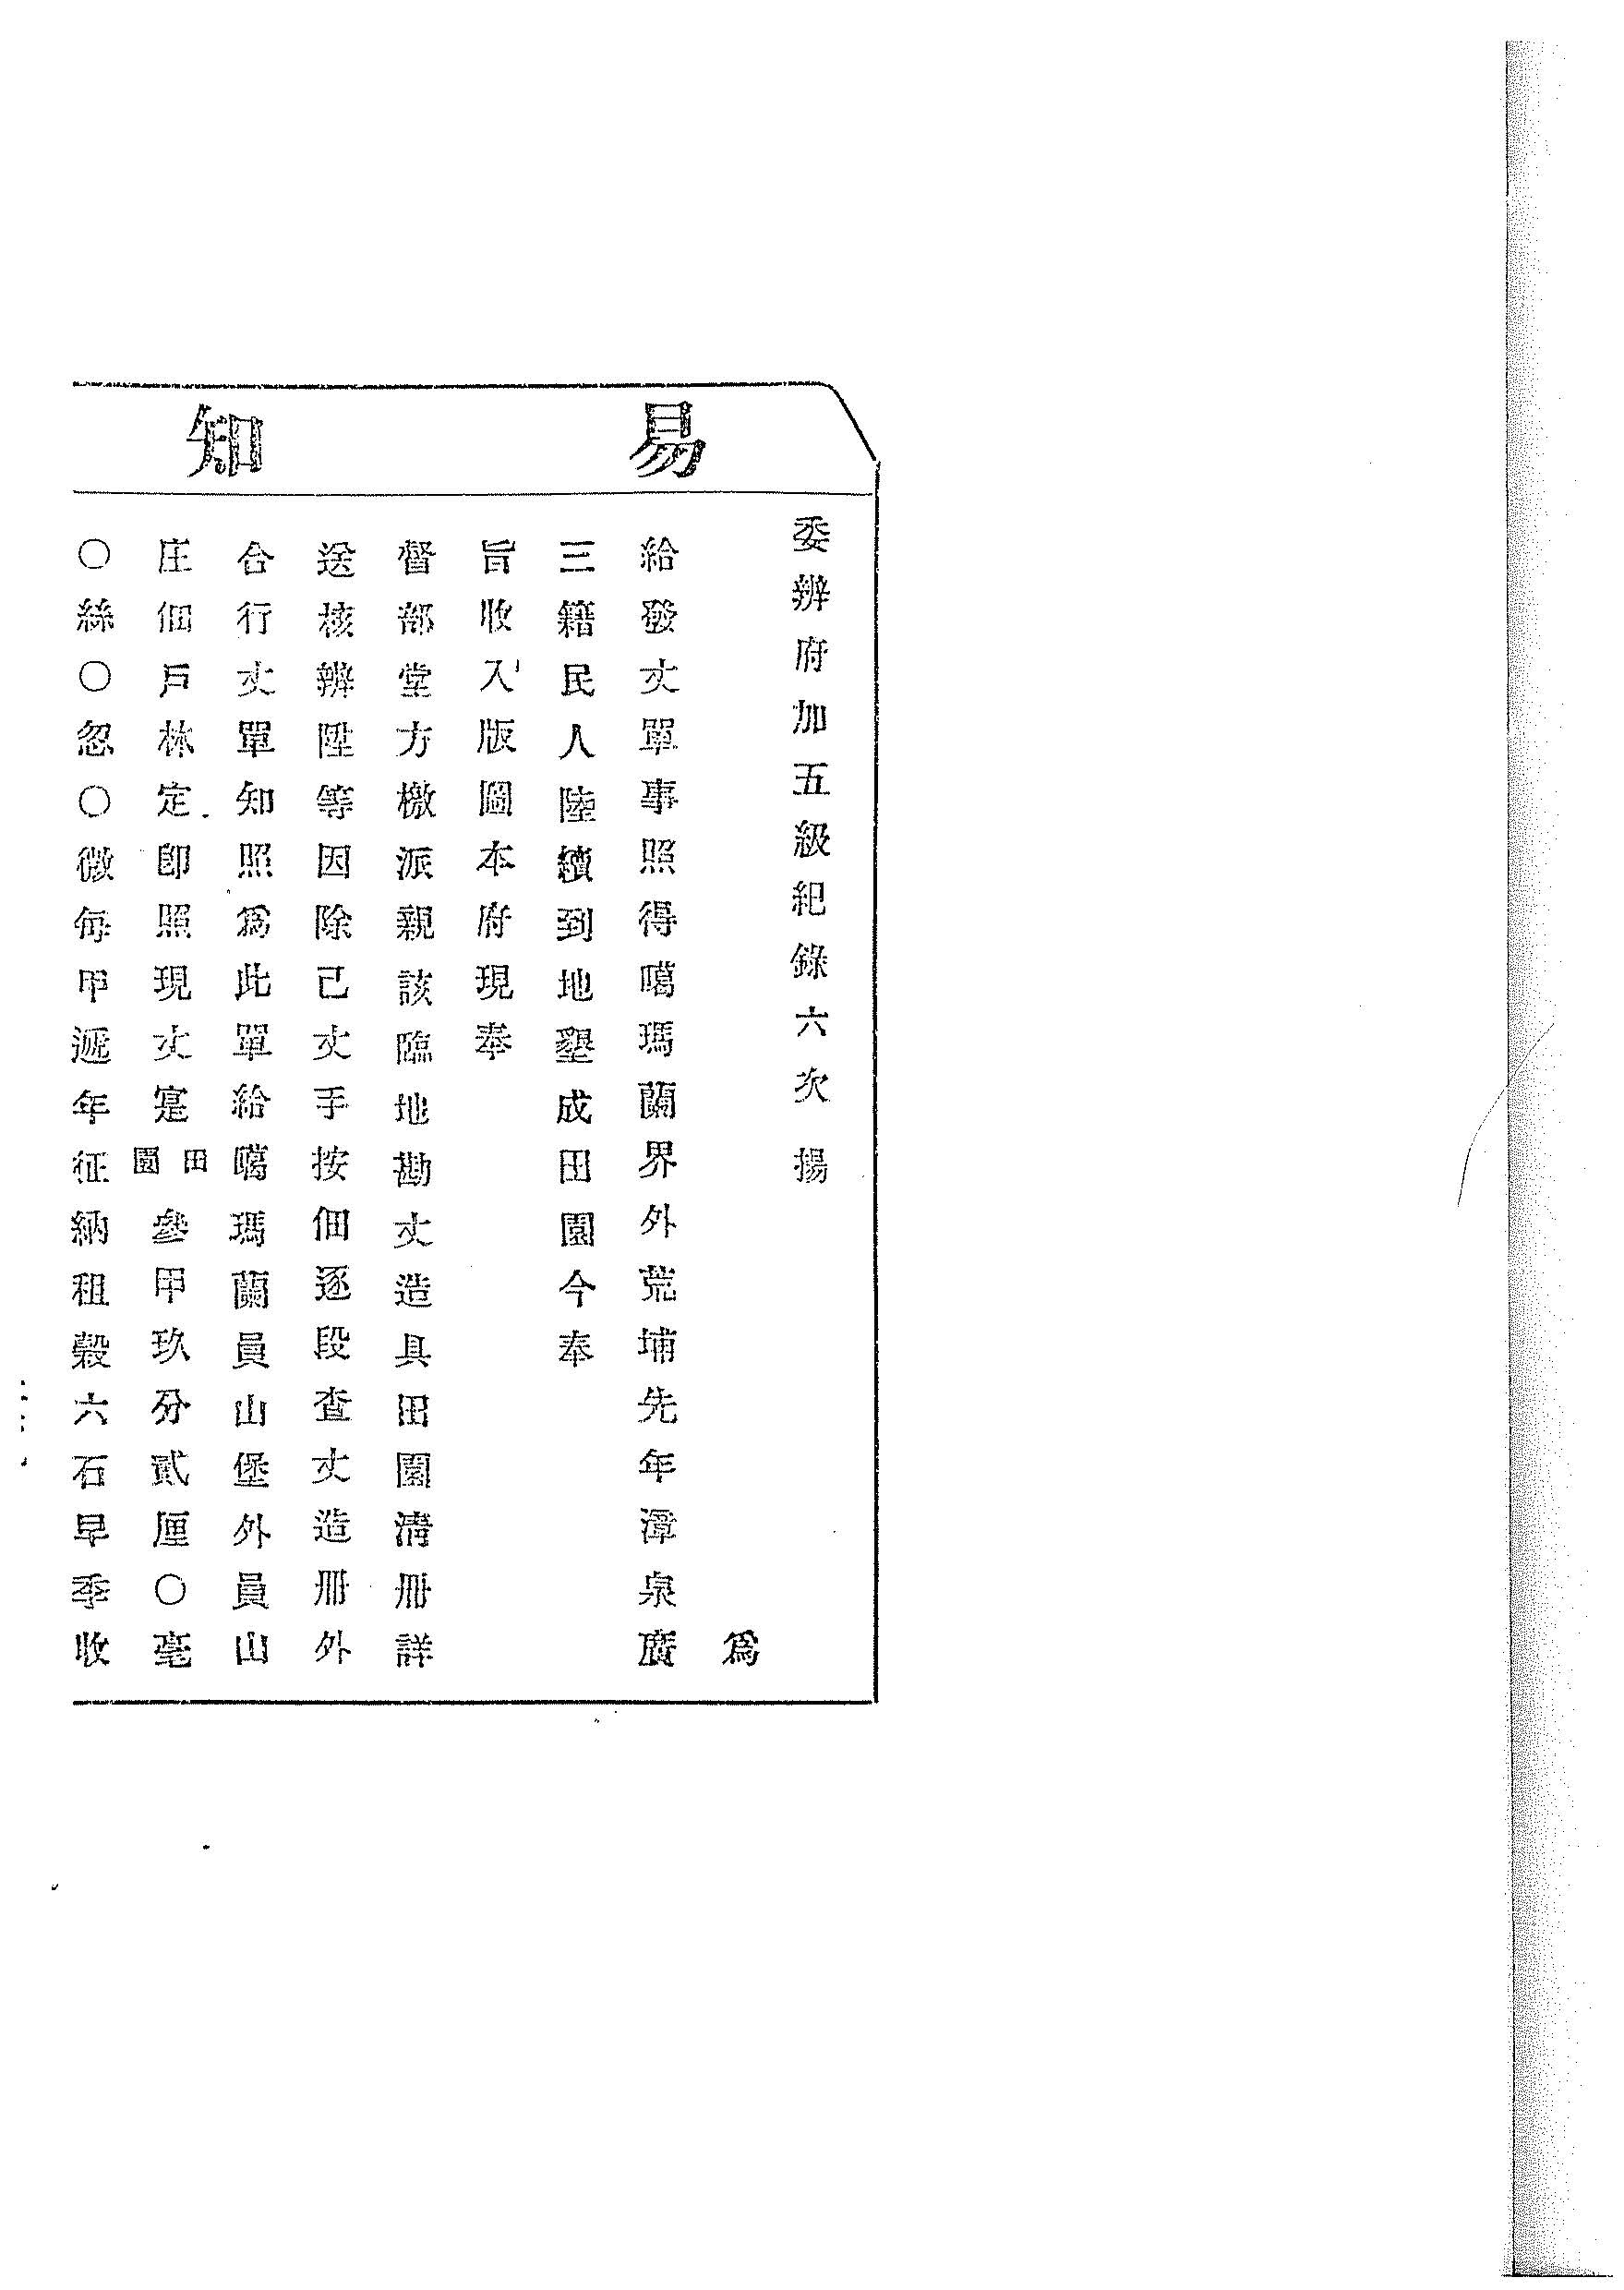 易知
委辦府加五級紀錄六次楊
為
給發丈單事照得噶瑪蘭界外荒埔先年漳泉廣
三籍民人陸續到地墾成田園今奉
旨收入版圖本府現奉
督部堂方檄派親該臨地勘丈造具田園清冊詳
送核辦陞等因除己丈手按佃逐段查丈造冊外
合行丈單知照為此單給噶瑪蘭員山堡外員山
庄佃戶林定即照現丈寔田園參甲玖分貳厘〇毫
〇絲〇忽〇微每甲遞年征納租穀六石早季收